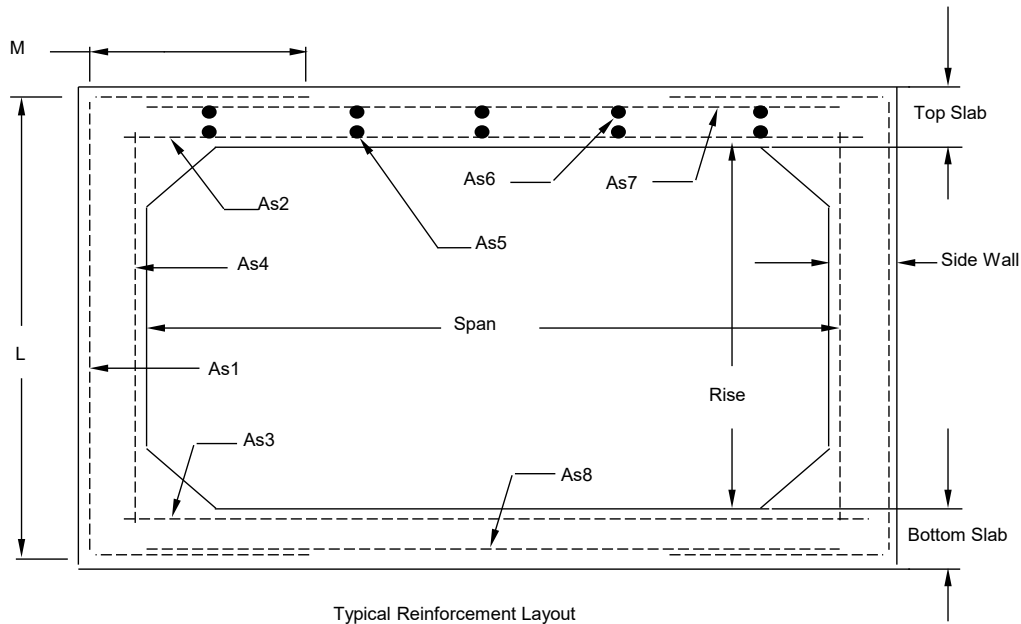 M
Top Slab
As6
As7
As2
As5
As4
Side Wall
Span
L
As1
Rise
As3
As8
Bottom Slab
Typical Reinforcement Layout